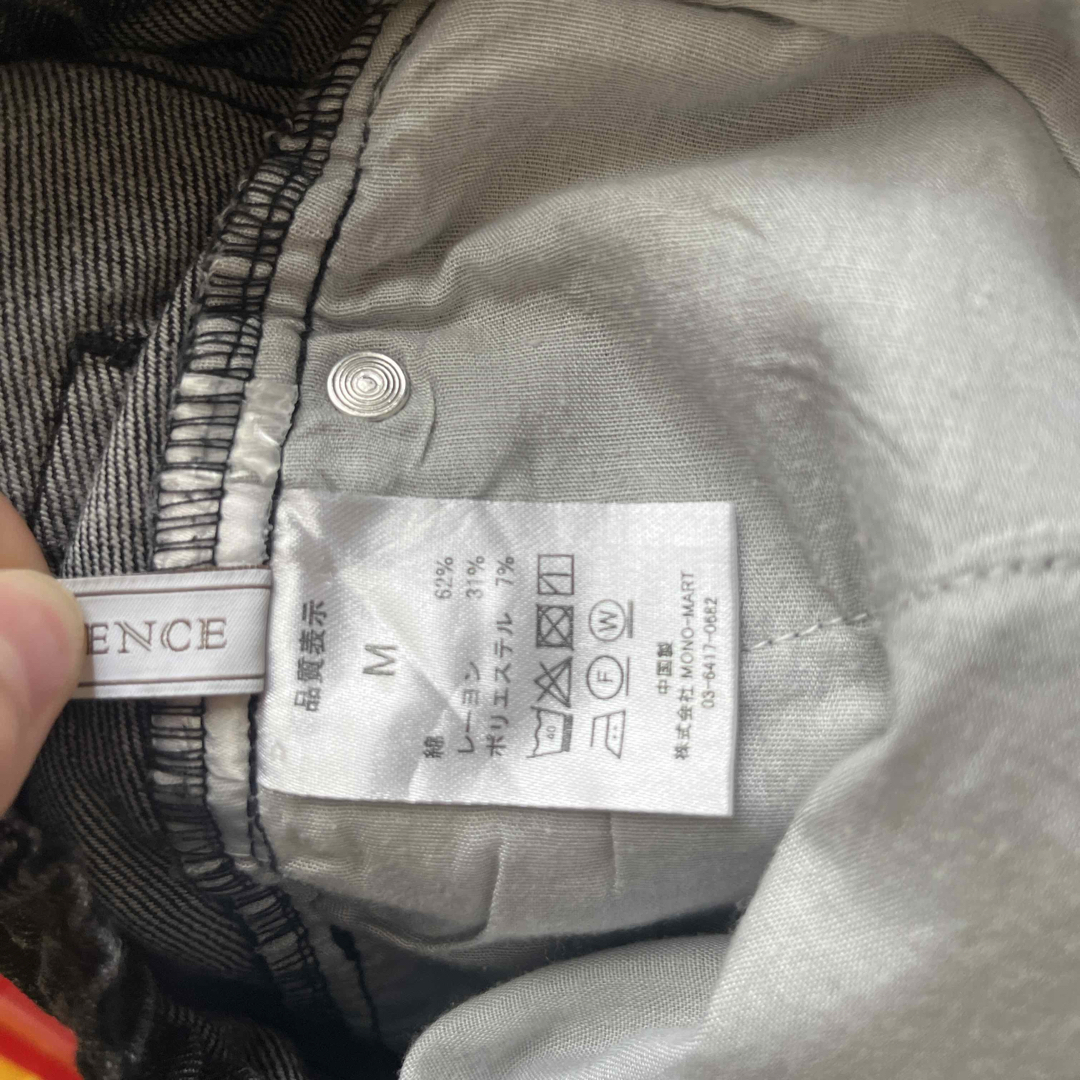 ENCE
品質表示
M
綿 62%
レーヨン 31%
ポリエステル 7%
40
F W
中国製
株式会社 MONO-MART
03-6417-0682